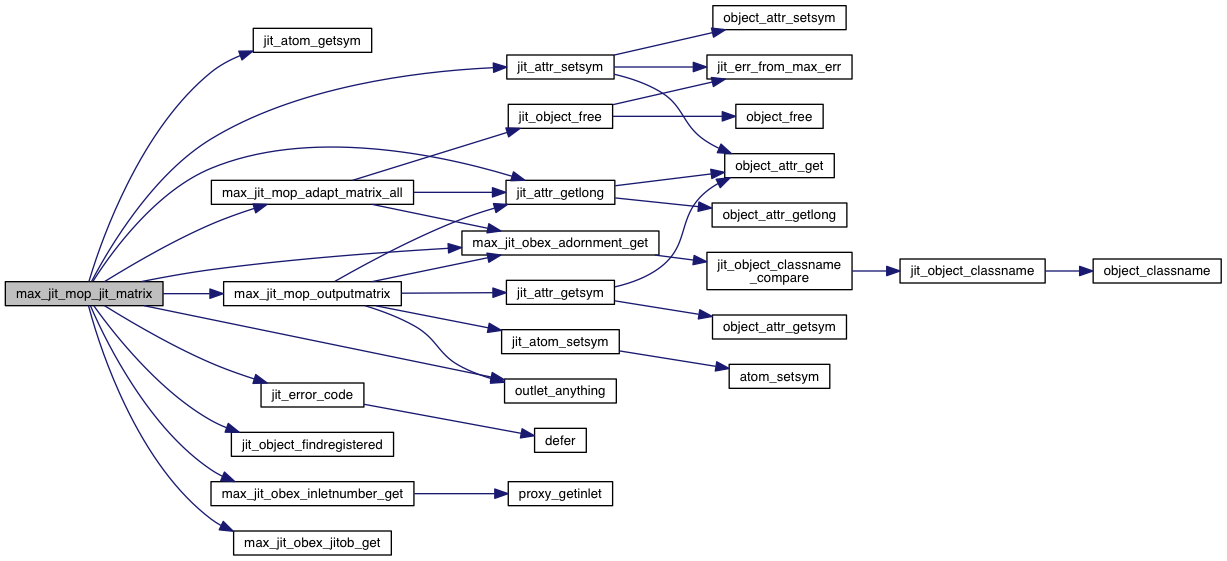 object_attr_setsym
jit_atom_getsym
jit_attr_setsym
jit_err_from_max_err
jit_object_free
object_free
object_attr_get
max_jit_mop_adapt_matrix_all
jit_attr_getlong
object_attr_getlong
max_jit_obex_adornment_get
jit_object_classname
_compare
jit_object_classname
object_classname
max_jit_mop_jit_matrix
max_jit_mop_outputmatrix
jit_attr_getsym
object_attr_getsym
jit_atom_setsym
atom_setsym
jit_error_code
outlet_anything
jit_object_findregistered
defer
max_jit_obex_inletnumber_get
proxy_getinlet
max_jit_obex_jitob_get